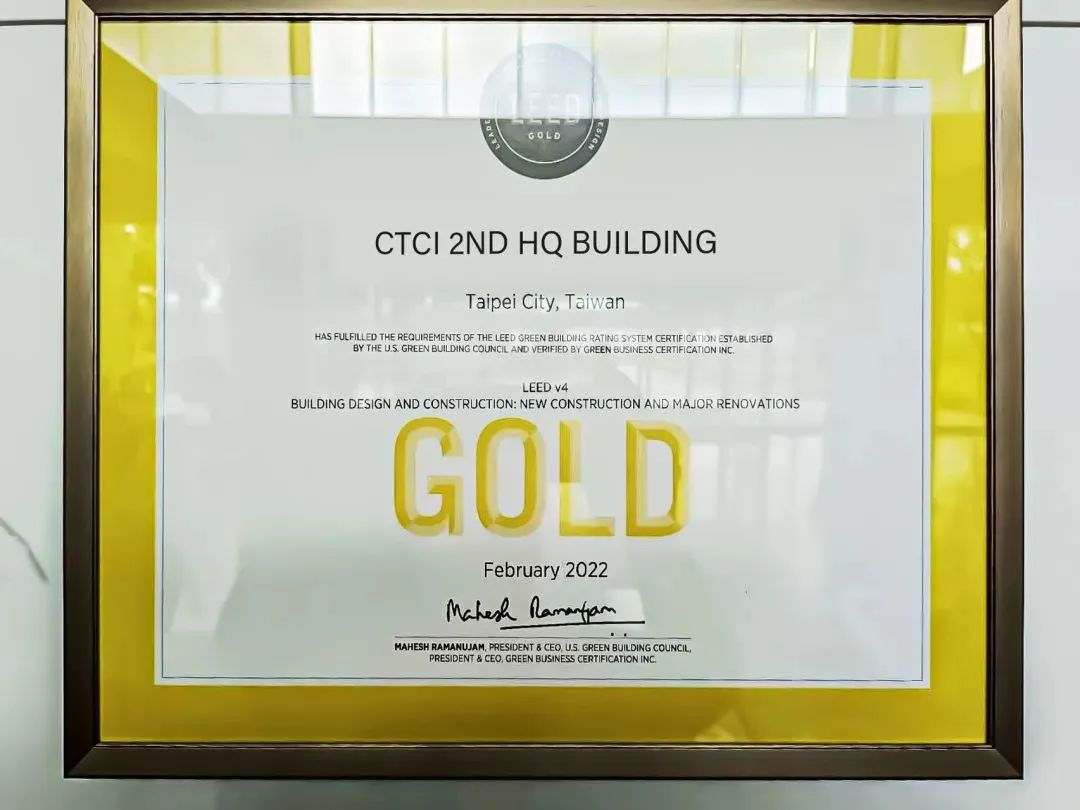 LEED
GOLD
CTCI 2ND HQ BUILDING
Taipei City, Taiwan
HAS FULFILLED THE REQUIREMENTS OF THE LEED GREEN BUILDING RATING SYSTEM CERTIFICATION ESTABLISHED
BY THE U.S. GREEN BUILDING COUNCIL AND VERIFIED BY GREEN BUSINESS CERTIFICATION INC.
LEED v4
BUILDING DESIGN AND CONSTRUCTION: NEW CONSTRUCTION AND MAJOR RENOVATIONS
GOLD
February 2022
Mahesh Ramanujam
MAHESH RAMANUJAM, PRESIDENT & CEO, U.S. GREEN BUILDING COUNCIL,
PRESIDENT & CEO, GREEN BUSINESS CERTIFICATION INC.